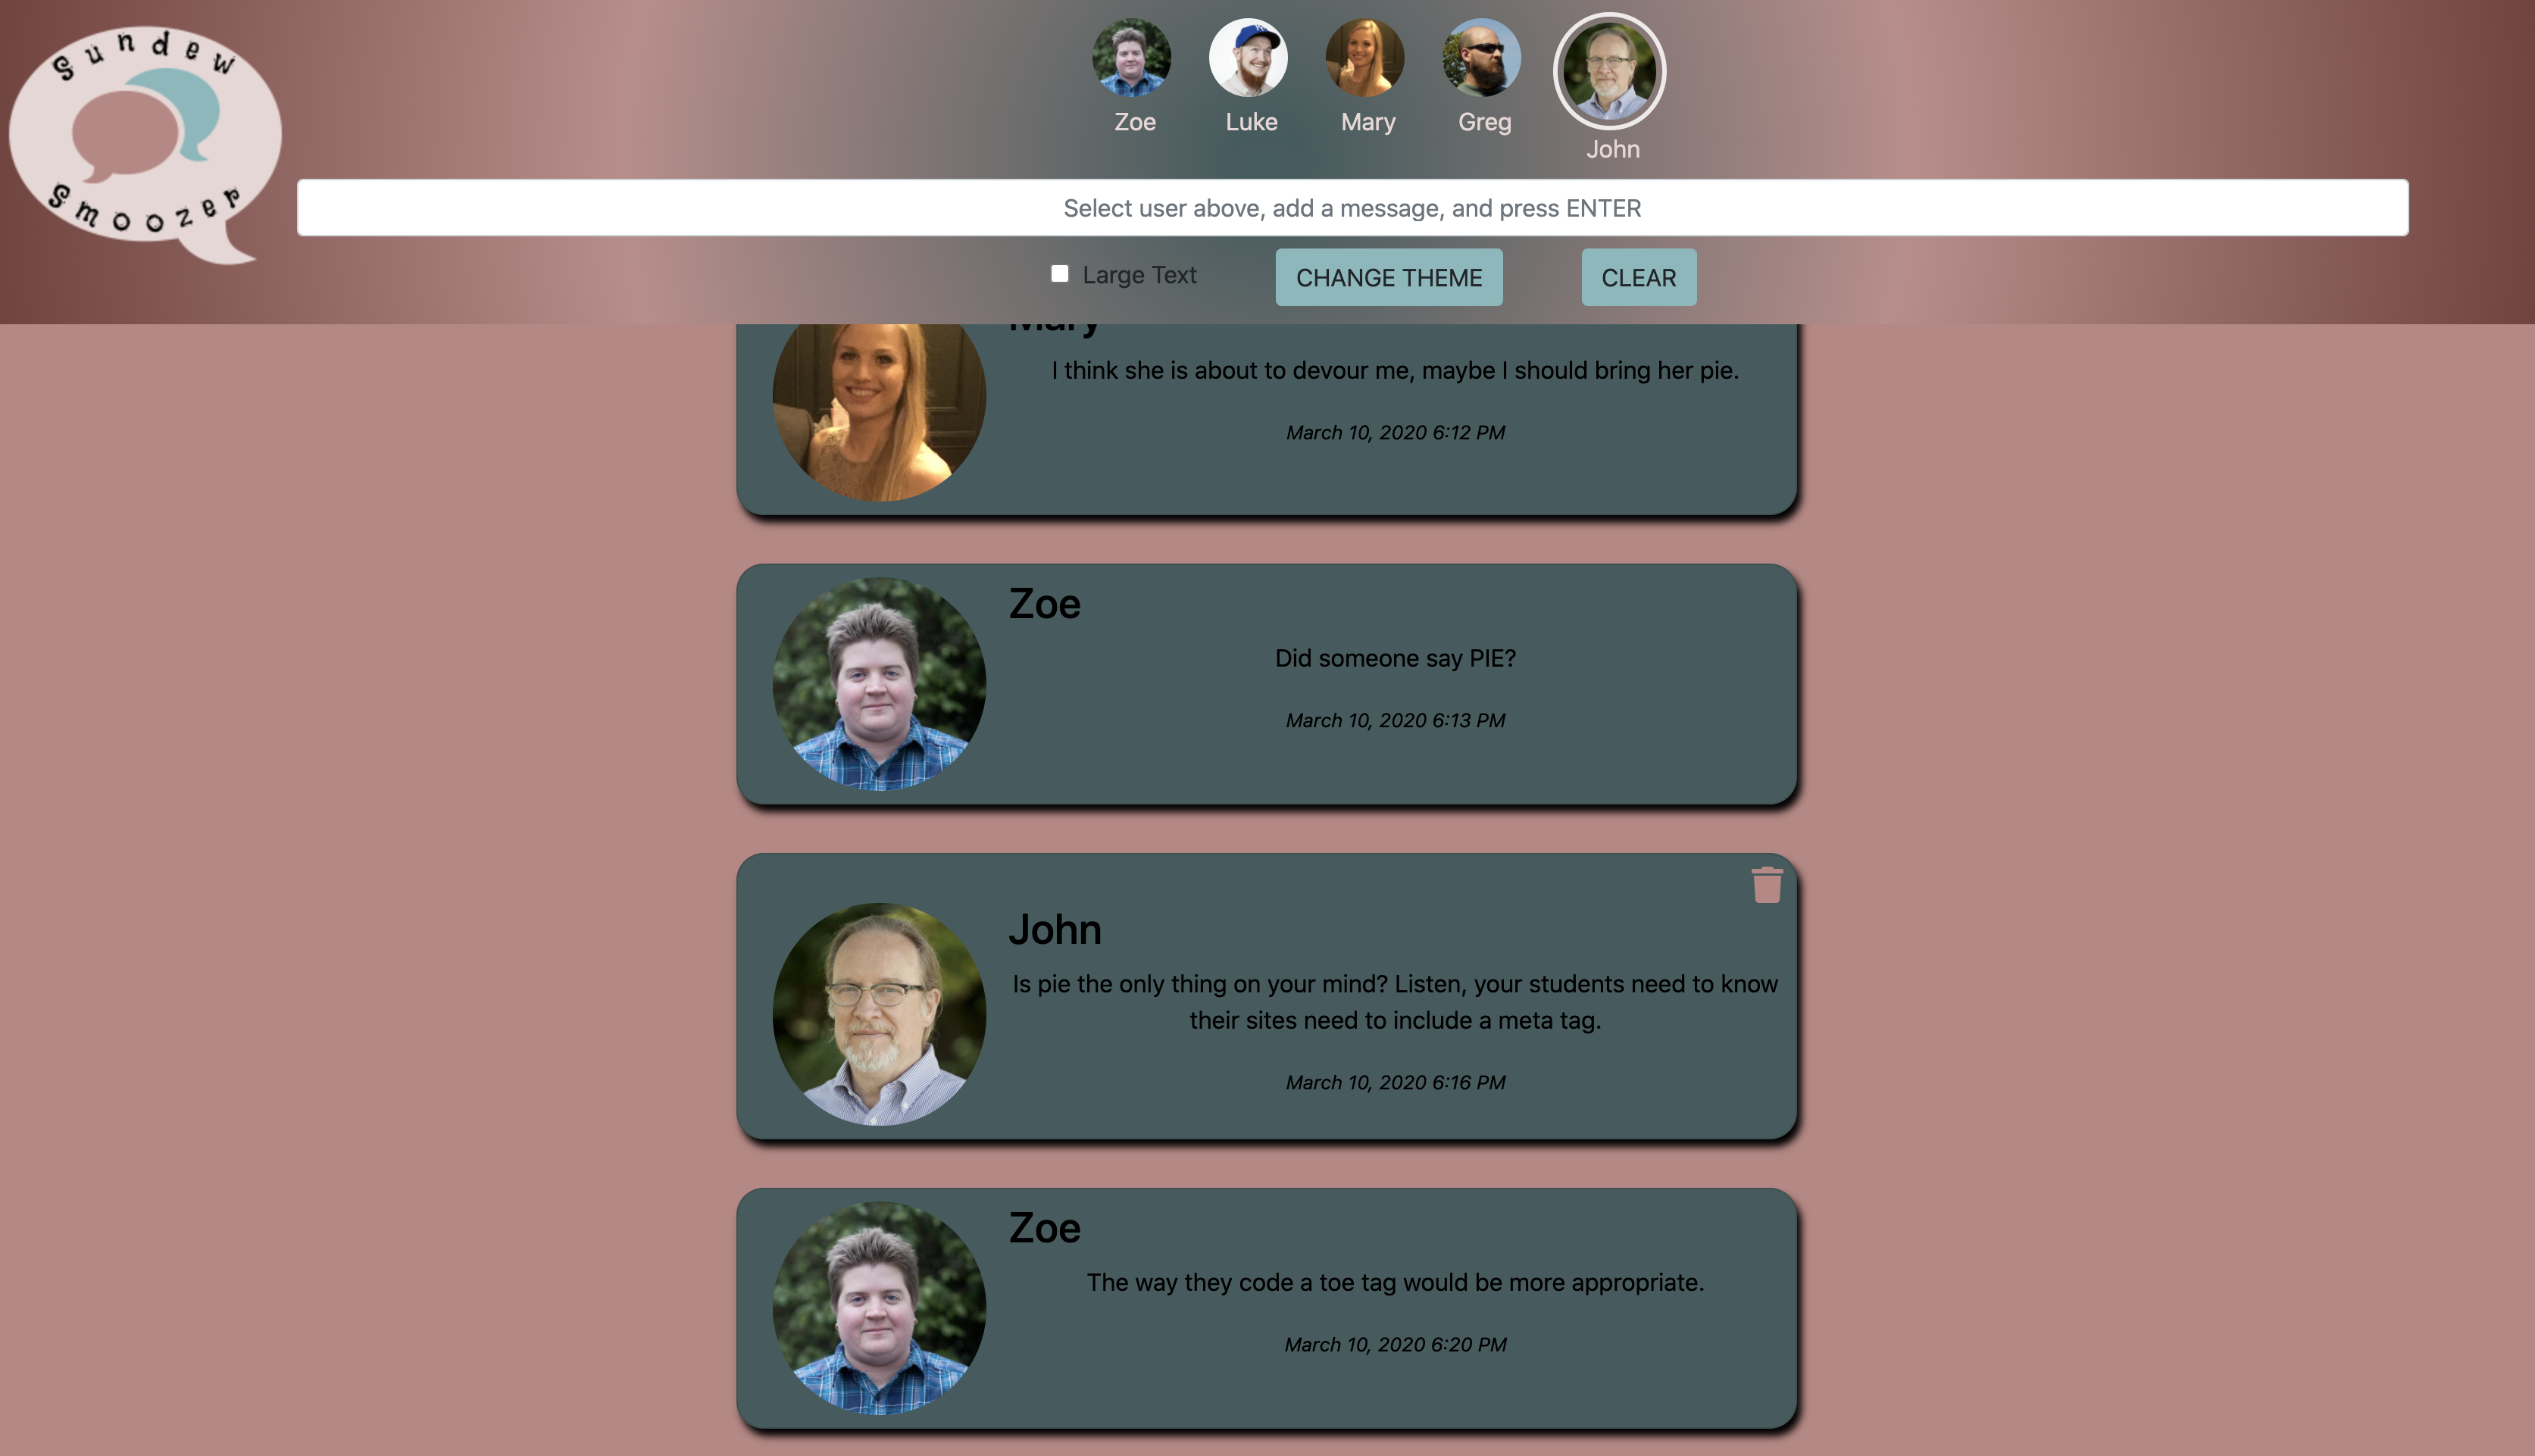 Sundew
Smoozer
Zoe
Luke
Mary
Greg
John
Select user above, add a message, and press ENTER
Large Text
CHANGE THEME
CLEAR
Mary
I think she is about to devour me, maybe I should bring her pie.
March 10, 2020 6:12 PM
Zoe
Did someone say PIE?
March 10, 2020 6:13 PM
John
Is pie the only thing on your mind? Listen, your students need to know
their sites need to include a meta tag.
March 10, 2020 6:16 PM
Zoe
The way they code a toe tag would be more appropriate.
March 10, 2020 6:20 PM